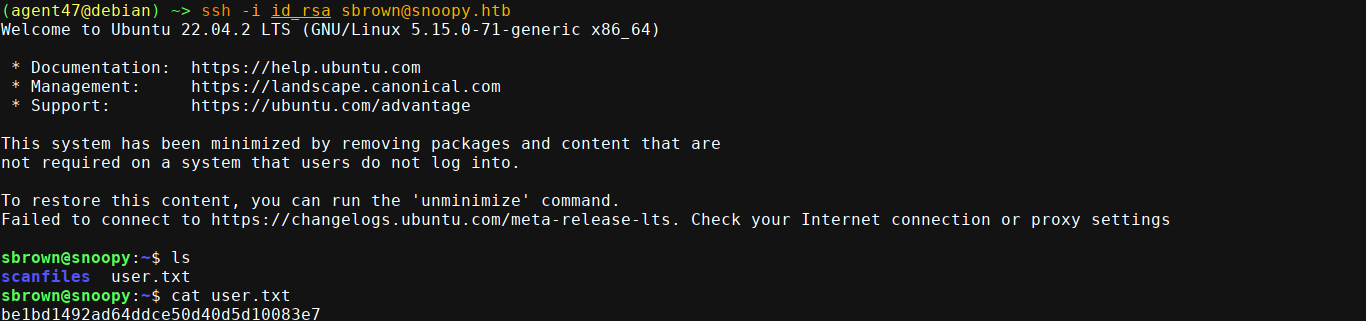 (agent47@debian) ~> ssh -i id_rsa sbrown@snoopy.htb
Welcome to Ubuntu 22.04.2 LTS (GNU/Linux 5.15.0-71-generic x86_64)
* Documentation: https://help.ubuntu.com
* Management: https://landscape.canonical.com
* Support: https://ubuntu.com/advantage
This system has been minimized by removing packages and content that are
not required on a system that users do not log into.
To restore this content, you can run the 'unminimize' command.
Failed to connect to https://changelogs.ubuntu.com/meta-release-lts. Check your Internet connection or proxy settings
sbrown@snoopy:~$ ls
scanfiles user.txt
sbrown@snoopy:~$ cat user.txt
be1bd1492ad64ddce50d40d5d10083e7